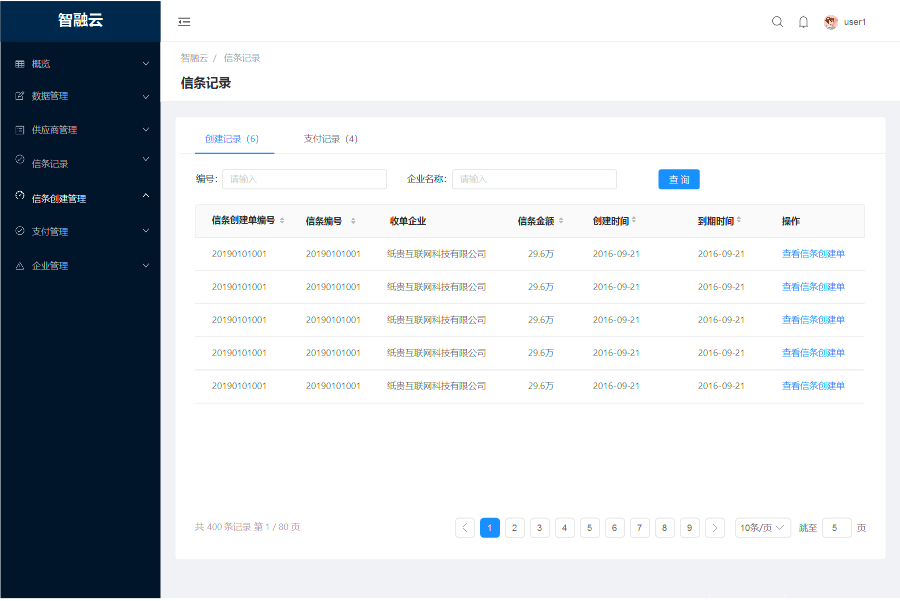 智融云
user1
概览
数据管理
供应商管理
信条记录
信条创建管理
支付管理
企业管理
智融云 / 信条记录
信条记录
创建记录 (6) 支付记录 (4)
编号: 请输入 企业名称: 请输入 查 询
信条创建单编号 信条编号 收单企业 信条金额 创建时间 到期时间 操作
20190101001 20190101001 纸贵互联网科技有限公司 29.6万 2016-09-21 2016-09-21 查看信条创建单
20190101001 20190101001 纸贵互联网科技有限公司 29.6万 2016-09-21 2016-09-21 查看信条创建单
20190101001 20190101001 纸贵互联网科技有限公司 29.6万 2016-09-21 2016-09-21 查看信条创建单
20190101001 20190101001 纸贵互联网科技有限公司 29.6万 2016-09-21 2016-09-21 查看信条创建单
20190101001 20190101001 纸贵互联网科技有限公司 29.6万 2016-09-21 2016-09-21 查看信条创建单
共 400 条记录 第 1 / 80 页 1 2 3 4 5 6 7 8 9 10条/页 跳至 5 页